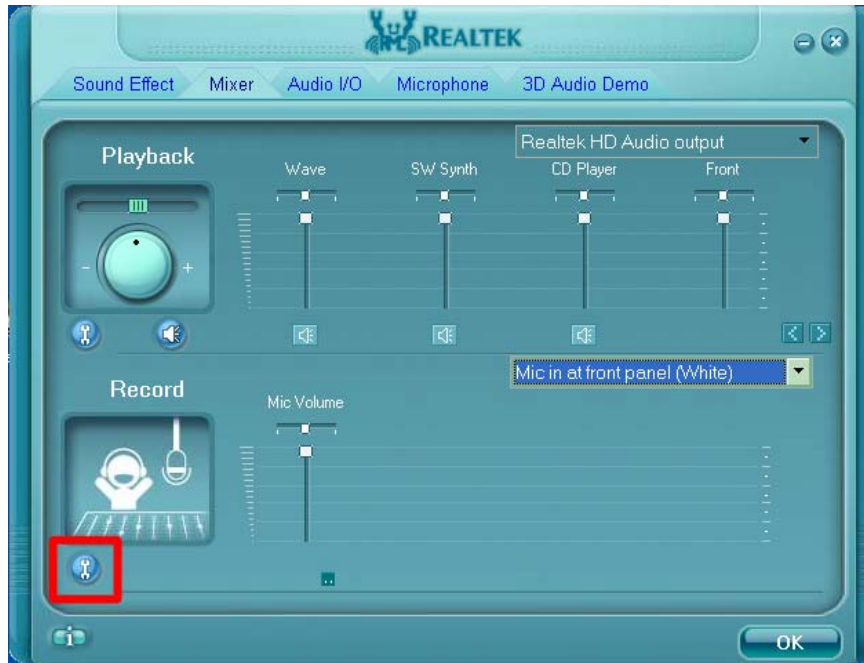 REALTEK
Sound Effect Mixer Audio I/O Microphone 3D Audio Demo
Realtek HD Audio output
Playback
Wave SW Synth CD Player Front
- +
Mic in at front panel (White)
Record
Mic Volume
i
OK